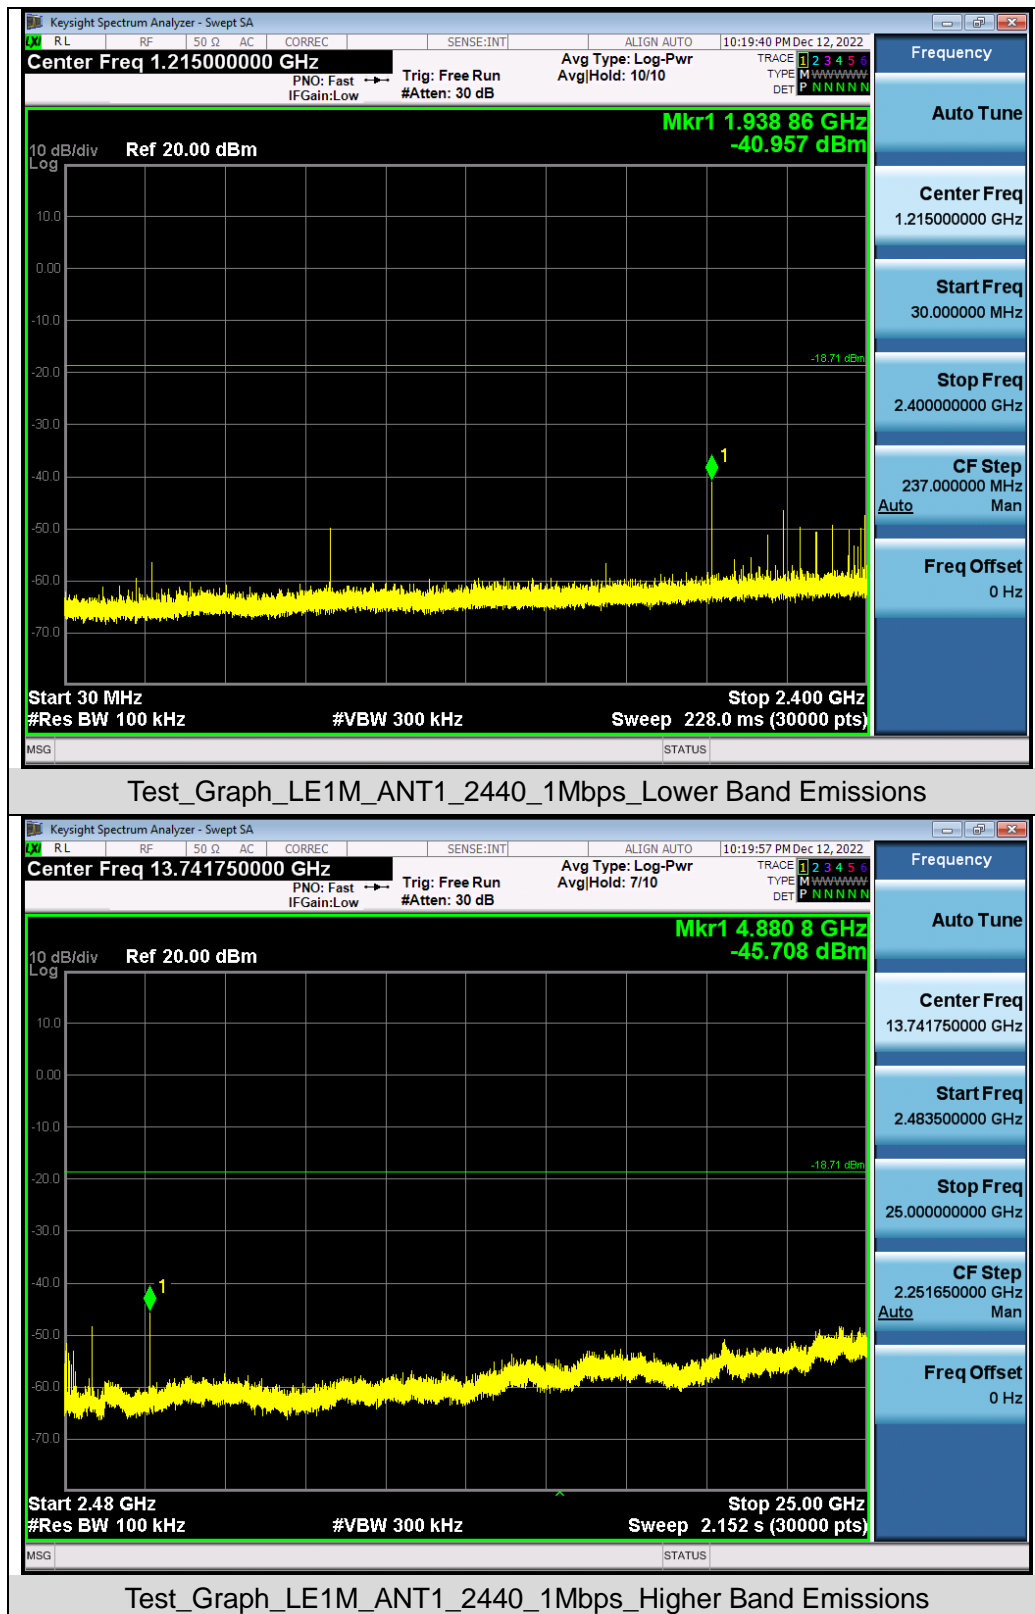 Keysight Spectrum Analyzer - Swept SA
LXI RL RF 50 Ω AC CORREC SENSE:INT ALIGN AUTO 10:19:40 PM Dec 12, 2022
Center Freq 1.215000000 GHz
PNO: Fast
IFGain:Low
Trig: Free Run
#Atten: 30 dB
Avg Type: Log-Pwr
Avg|Hold: 10/10
TRACE 1 2 3 4 5 6
TYPE M WWWWW
DET P N N N N N
Mkr1 1.938 86 GHz
-40.957 dBm
10 dB/div
Log
Ref 20.00 dBm
10.0
0.00
-10.0
-18.71 dBm
-20.0
-30.0
1
-40.0
-50.0
-60.0
-70.0
Start 30 MHz
Stop 2.400 GHz
#Res BW 100 kHz
#VBW 300 kHz
Sweep 228.0 ms (30000 pts)
MSG
STATUS
Frequency
Auto Tune
Center Freq
1.215000000 GHz
Start Freq
30.000000 MHz
Stop Freq
2.400000000 GHz
CF Step
237.000000 MHz
Auto Man
Freq Offset
0 Hz
Test_Graph_LE1M_ANT1_2440_1Mbps_Lower Band Emissions
Keysight Spectrum Analyzer - Swept SA
LXI RL RF 50 Ω AC CORREC SENSE:INT ALIGN AUTO 10:19:57 PM Dec 12, 2022
Center Freq 13.741750000 GHz
PNO: Fast
IFGain:Low
Trig: Free Run
#Atten: 30 dB
Avg Type: Log-Pwr
Avg|Hold: 7/10
TRACE 1 2 3 4 5 6
TYPE M WWWWW
DET P N N N N N
Mkr1 4.880 8 GHz
-45.708 dBm
10 dB/div
Log
Ref 20.00 dBm
10.0
0.00
-10.0
-18.71 dBm
-20.0
-30.0
1
-40.0
-50.0
-60.0
-70.0
Start 2.48 GHz
Stop 25.00 GHz
#Res BW 100 kHz
#VBW 300 kHz
Sweep 2.152 s (30000 pts)
MSG
STATUS
Frequency
Auto Tune
Center Freq
13.741750000 GHz
Start Freq
2.483500000 GHz
Stop Freq
25.000000000 GHz
CF Step
2.251650000 GHz
Auto Man
Freq Offset
0 Hz
Test_Graph_LE1M_ANT1_2440_1Mbps_Higher Band Emissions